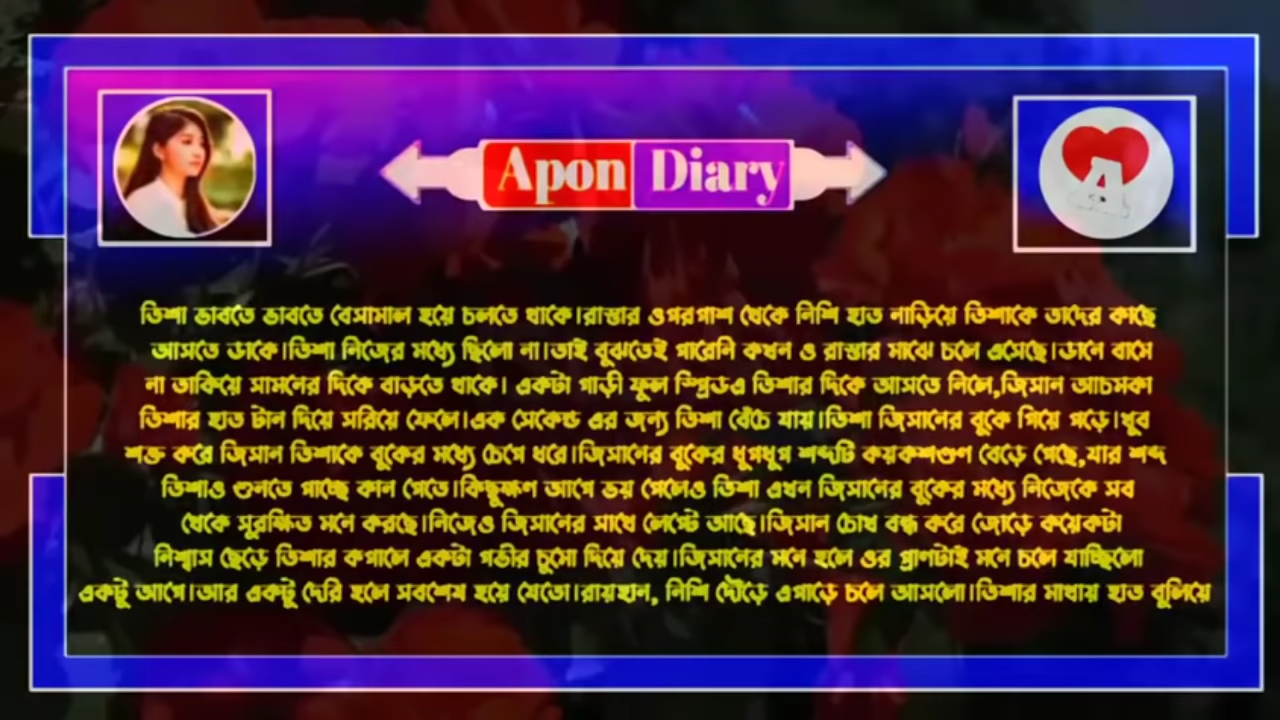 Apon Diary
A
তিশা ভাবতে ভাবতে বেসামাল হয়ে চলতে থাকে।রাস্তার ওপরপাশ থেকে নিশি হাত নাড়িয়ে তিশাকে তাদের কাছে
আসতে ডাকে।তিশা নিজের মধ্যে ছিলো না।তাই বুঝতেই পারেনি কখন ও রাস্তার মাঝে চলে এসেছে।ডানে বামে
না তাকিয়ে সামনের দিকে বাড়তে থাকে। একটা গাড়ী ফুল স্প্রিডএ তিশার দিকে আসতে নিলে,জিসান আচমকা
তিশার হাত টান দিয়ে সরিয়ে ফেলে।এক সেকেন্ড এর জন্য তিশা বেঁচে যায়।তিশা জিসানের বুকে গিয়ে পড়ে।খুব
শক্ত করে জিসান তিশাকে বুকের মধ্যে চেপে ধরে।জিসানের বুকের ধুপধুপ শব্দটি কয়কশগুণ বেড়ে গেছে,যার শব্দ
তিশাও শুনতে পাচ্ছে কান পেতে।কিছুক্ষণ আগে ভয় পেলেও তিশা এখন জিসানের বুকের মধ্যে নিজেকে সব
থেকে সুরক্ষিত মনে করছে।নিজেও জিসানের সাথে লেপ্টে আছে।জিসান চোখ বন্ধ করে জোড়ে কয়েকটা
নিশ্বাস ছেড়ে তিশার কপালে একটা গভীর চুমো দিয়ে দেয়।জিসানের মনে হলে ওর প্রাণটাই মনে চলে যাচ্ছিলো
একটু আগে।আর একটু দেরি হলে সবশেষ হয়ে যেতো।রায়হান, নিশি দৌড়ে এপাড়ে চলে আসলো।তিশার মাথায় হাত বুলিয়ে